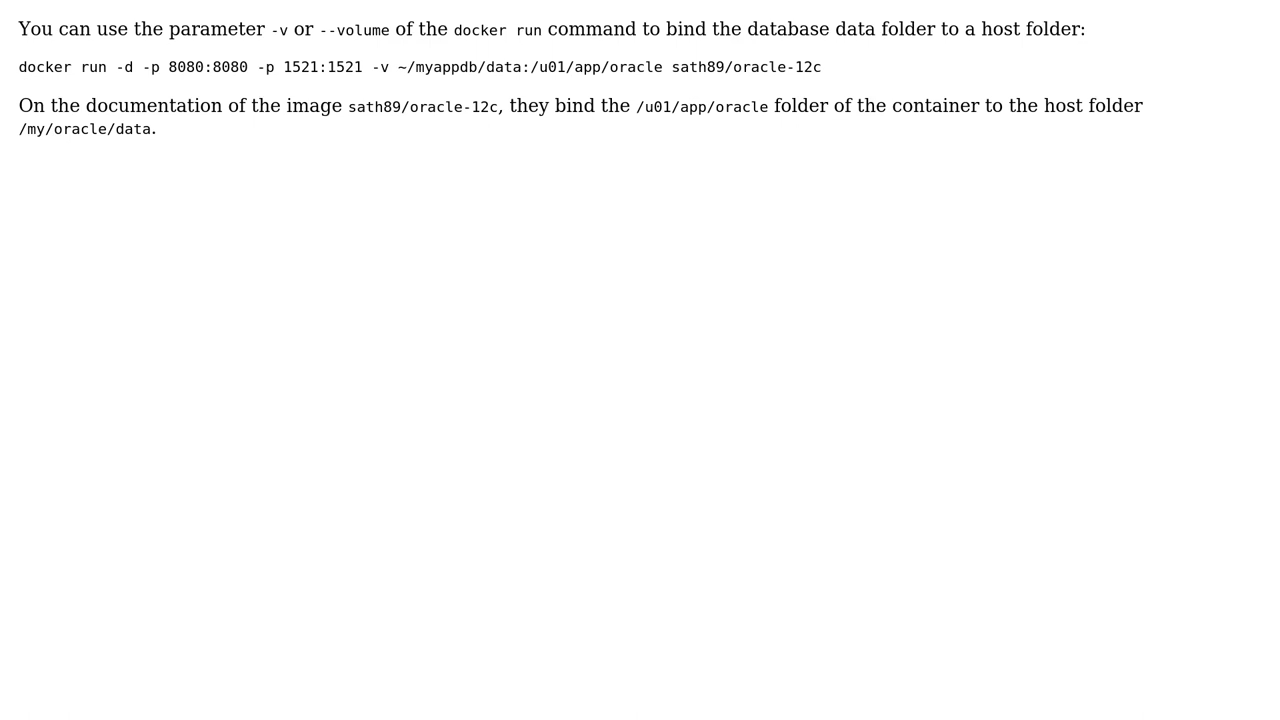 You can use the parameter -v or --volume of the docker run command to bind the database data folder to a host folder:
docker run -d -p 8080:8080 -p 1521:1521 -v ~/myappdb/data:/u01/app/oracle sath89/oracle-12c
On the documentation of the image sath89/oracle-12c, they bind the /u01/app/oracle folder of the container to the host folder
/my/oracle/data.